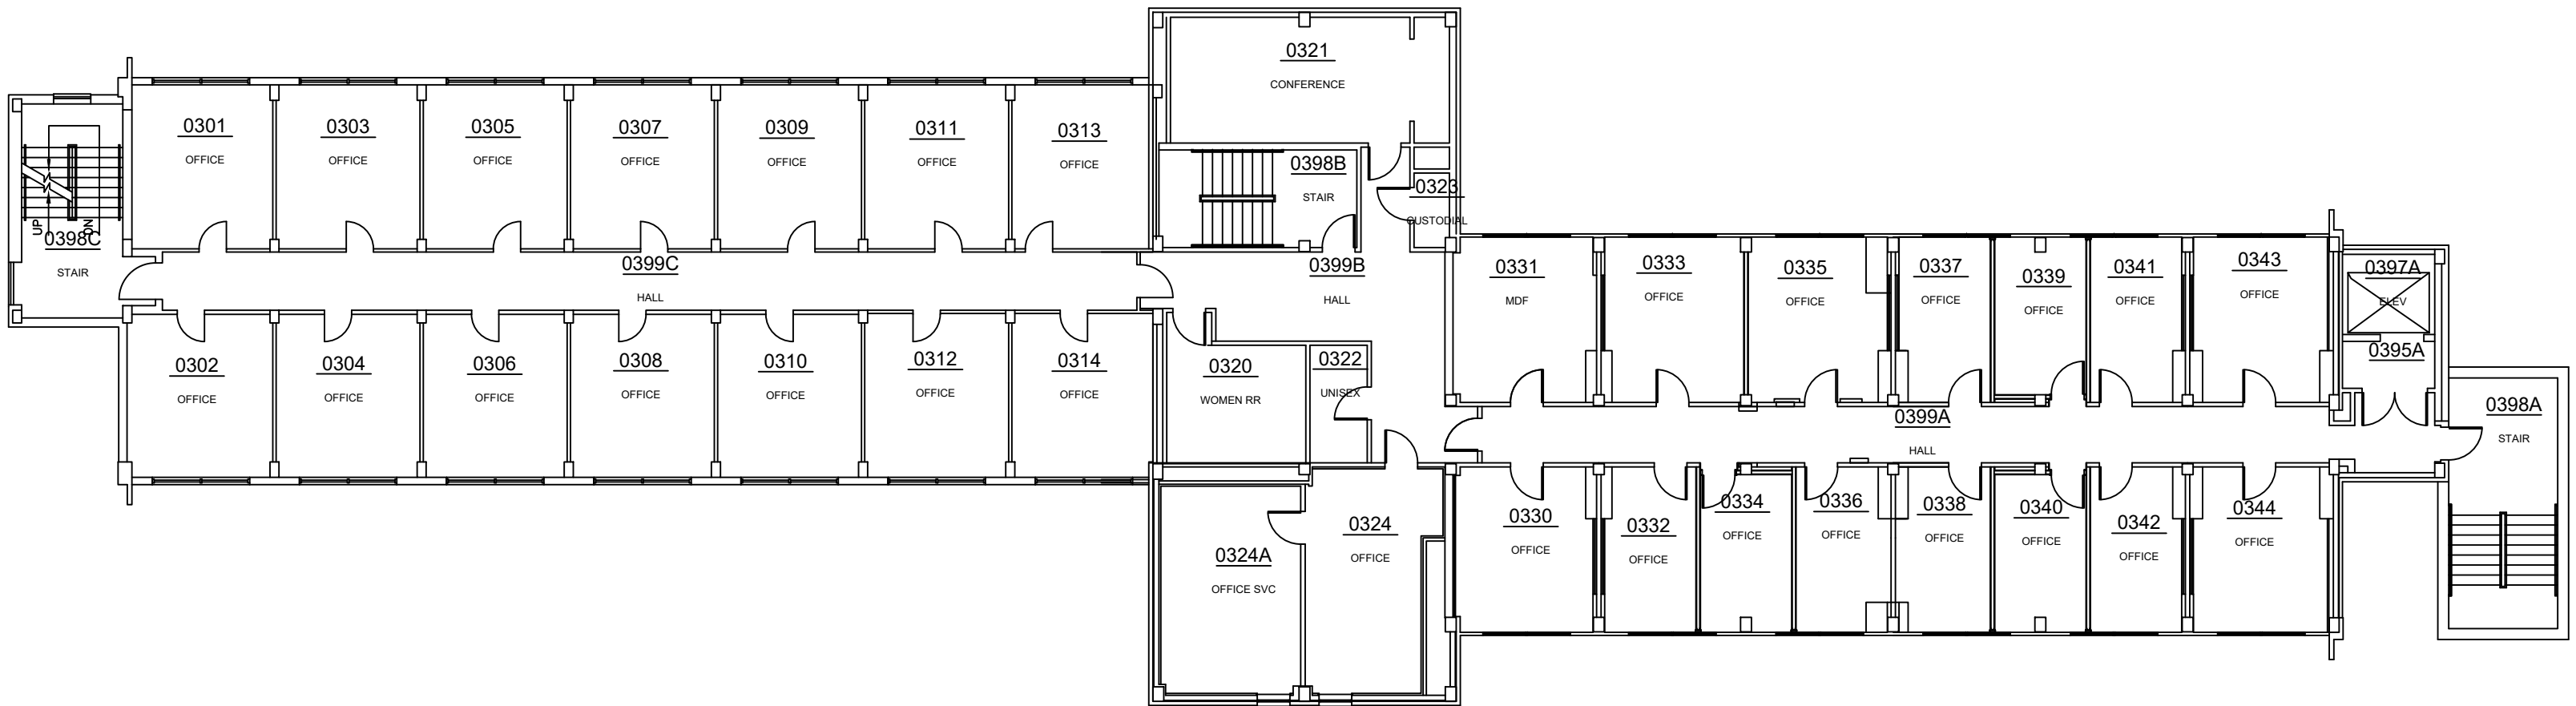 0321
CONFERENCE
0301
OFFICE
0303
OFFICE
0305
OFFICE
0307
OFFICE
0309
OFFICE
0311
OFFICE
0313
OFFICE
0398B
STAIR
0323
CUSTODIAL
UP
DN
0398C
STAIR
0399C
HALL
0399B
HALL
0331
MDF
0333
OFFICE
0335
OFFICE
0337
OFFICE
0339
OFFICE
0341
OFFICE
0343
OFFICE
0397A
ELEV
0395A
0302
OFFICE
0304
OFFICE
0306
OFFICE
0308
OFFICE
0310
OFFICE
0312
OFFICE
0314
OFFICE
0320
WOMEN RR
0322
UNISEX
0399A
HALL
0398A
STAIR
0324A
OFFICE SVC
0324
OFFICE
0330
OFFICE
0332
OFFICE
0334
OFFICE
0336
OFFICE
0338
OFFICE
0340
OFFICE
0342
OFFICE
0344
OFFICE